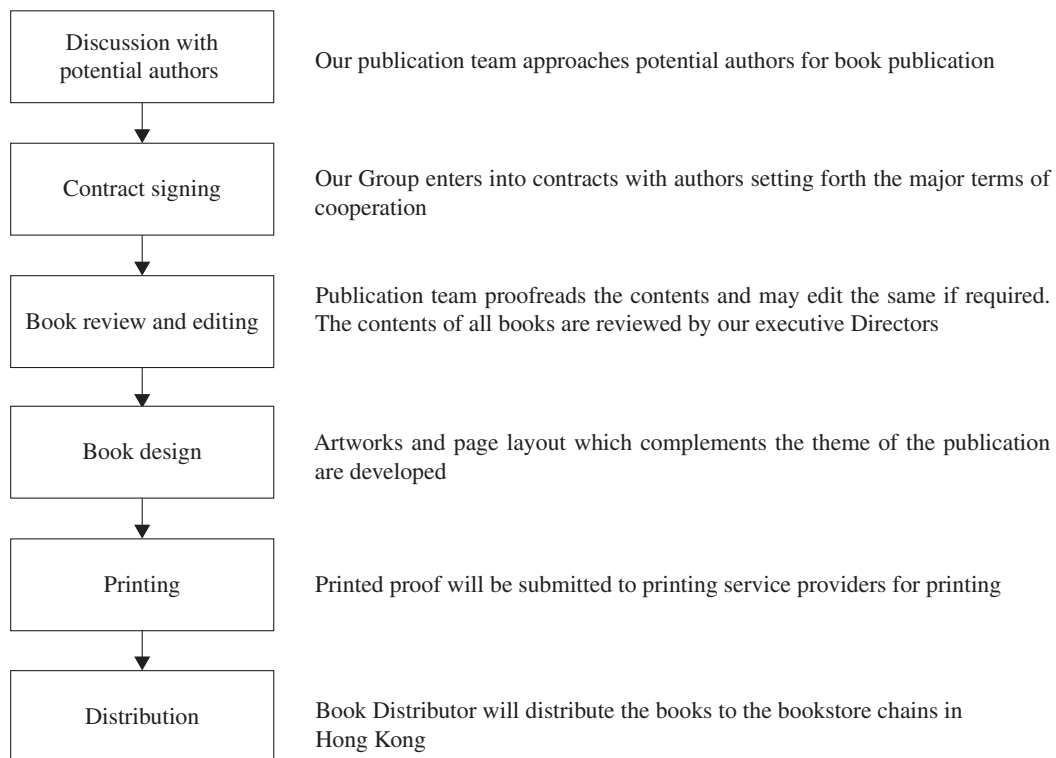 Discussion with
potential authors
Our publication team approaches potential authors for book publication
Contract signing
Our Group enters into contracts with authors setting forth the major terms of
cooperation
Book review and editing
Publication team proofreads the contents and may edit the same if required.
The contents of all books are reviewed by our executive Directors
Book design
Artworks and page layout which complements the theme of the publication
are developed
Printing
Printed proof will be submitted to printing service providers for printing
Distribution
Book Distributor will distribute the books to the bookstore chains in
Hong Kong